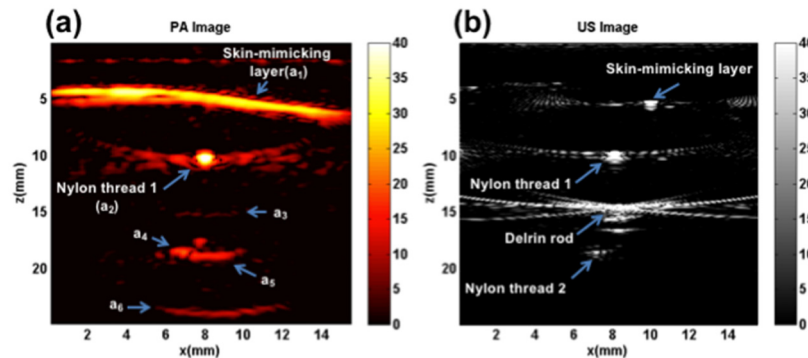 (a)
PA Image
Skin-mimicking
layer(a₁)
Nylon thread 1
(a₂)
a₃
a₄
a₅
a₆
z(mm)
5
10
15
20
2 4 6 8 10 12 14
x(mm)
40
35
30
25
20
15
10
5
0
(b)
US Image
Skin-mimicking layer
Nylon thread 1
Delrin rod
Nylon thread 2
z(mm)
5
10
15
20
2 4 6 8 10 12 14
x(mm)
40
35
30
25
20
15
10
5
0